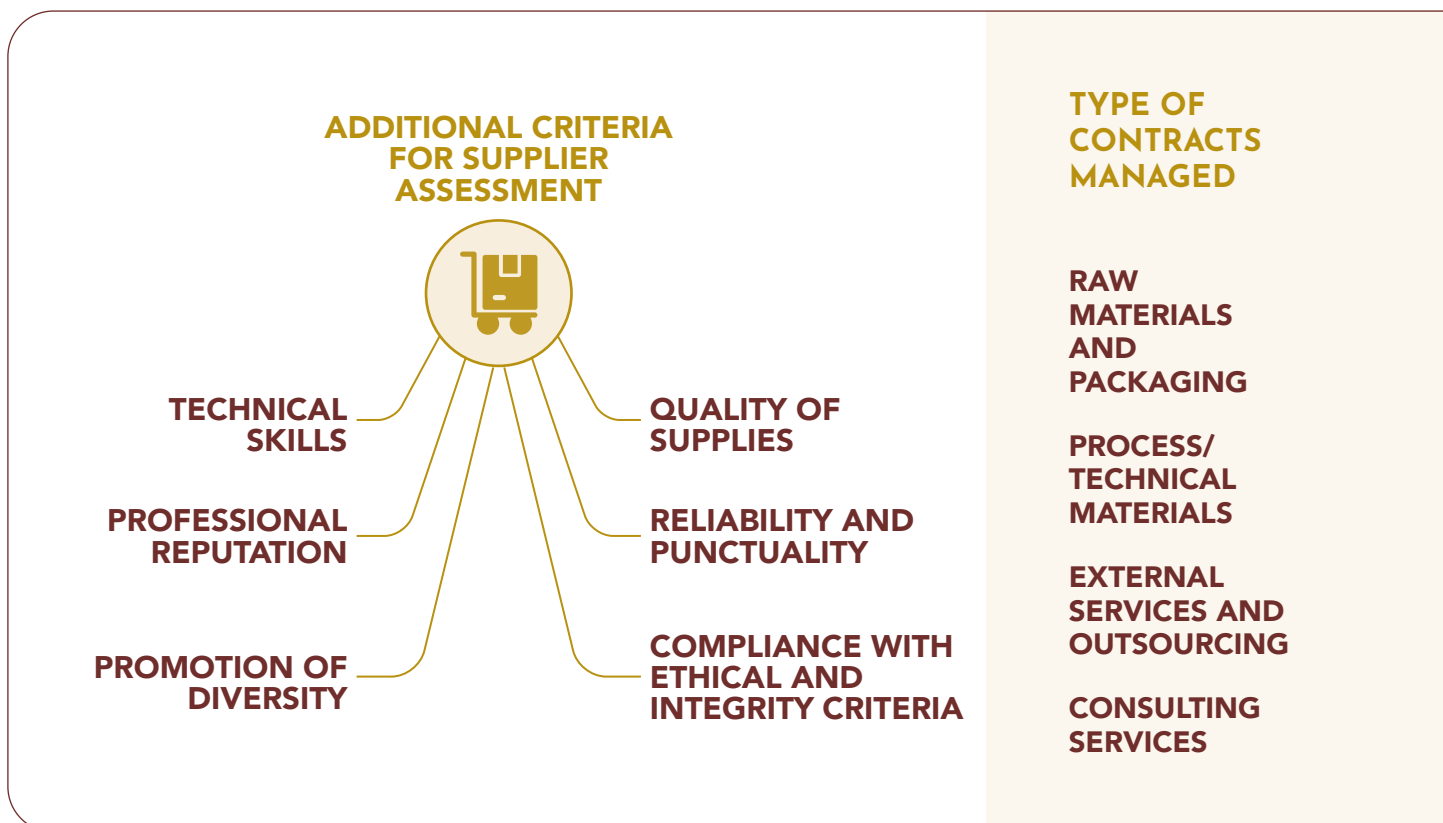 ADDITIONAL CRITERIA
FOR SUPPLIER
ASSESSMENT
TECHNICAL
SKILLS
PROFESSIONAL
REPUTATION
PROMOTION OF
DIVERSITY
QUALITY OF
SUPPLIES
RELIABILITY AND
PUNCTUALITY
COMPLIANCE WITH
ETHICAL AND
INTEGRITY CRITERIA
TYPE OF
CONTRACTS
MANAGED
RAW
MATERIALS
AND
PACKAGING
PROCESS/
TECHNICAL
MATERIALS
EXTERNAL
SERVICES AND
OUTSOURCING
CONSULTING
SERVICES